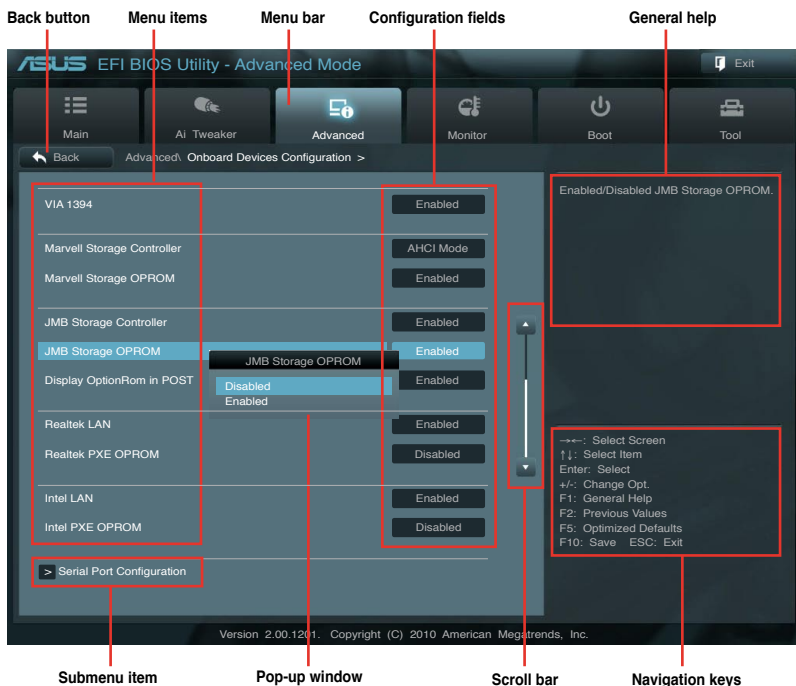 Back button Menu items Menu bar Configuration fields General help
ASUS EFI BIOS Utility - Advanced Mode Exit
Main Ai Tweaker Advanced Monitor Boot Tool
Back Advanced\ Onboard Devices Configuration >
Enabled/Disabled JMB Storage OPROM.
VIA 1394 Enabled
Marvell Storage Controller AHCI Mode
Marvell Storage OPROM Enabled
JMB Storage Controller Enabled
JMB Storage OPROM Enabled
JMB Storage OPROM
Disabled
Enabled
Display OptionRom in POST Enabled
Realtek LAN Enabled
Realtek PXE OPROM Disabled
Intel LAN Enabled
Intel PXE OPROM Disabled
> Serial Port Configuration
→←: Select Screen
↑↓: Select Item
Enter: Select
+/-: Change Opt.
F1: General Help
F2: Previous Values
F5: Optimized Defaults
F10: Save ESC: Exit
Version 2.00.1201. Copyright (C) 2010 American Megatrends, Inc.
Submenu item Pop-up window Scroll bar Navigation keys